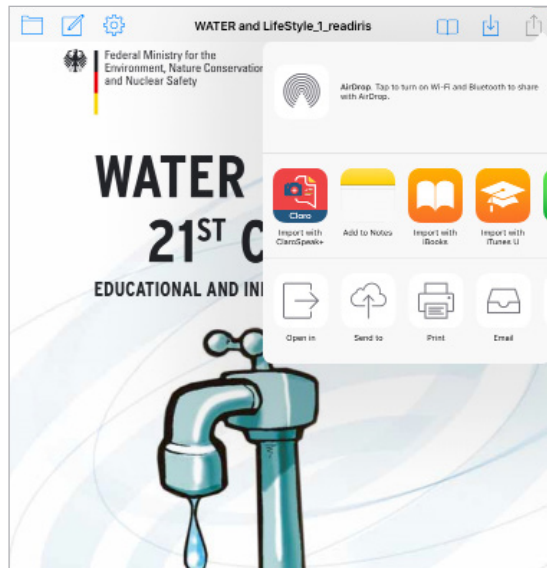 WATER and LifeStyle_1_readiris
Federal Ministry for the
Environment, Nature Conservation
and Nuclear Safety
AirDrop. Tap to turn on Wi-Fi and Bluetooth to share
with AirDrop.
WATER
21ST C
EDUCATIONAL AND IN
Claro
Import with
ClaroSpeak+
Add to Notes
Import with
iBooks
Import with
iTunes U
Open in
Send to
Print
Email